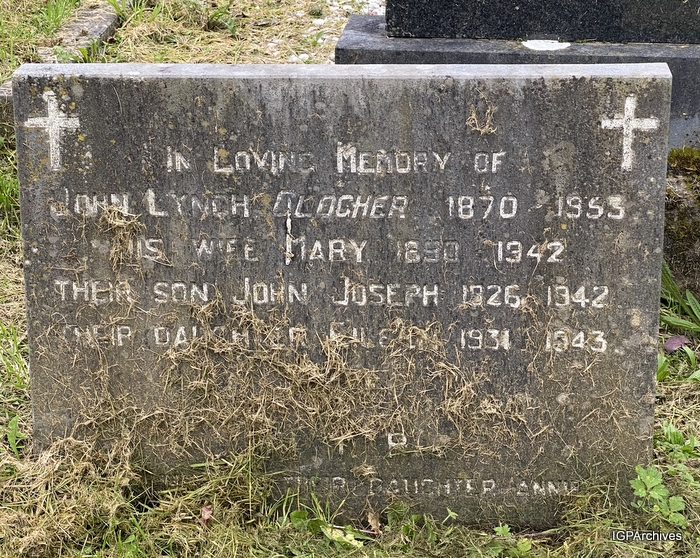 IN LOVING MEMORY OF
JOHN LYNCH CLOGHER 1870 1953
HIS WIFE MARY 1890 1942
THEIR SON JOHN JOSEPH 1926 1942
THEIR DAUGHTER EILEEN 1931 1943
THEIR DAUGHTER ANNIE
IGPArchives